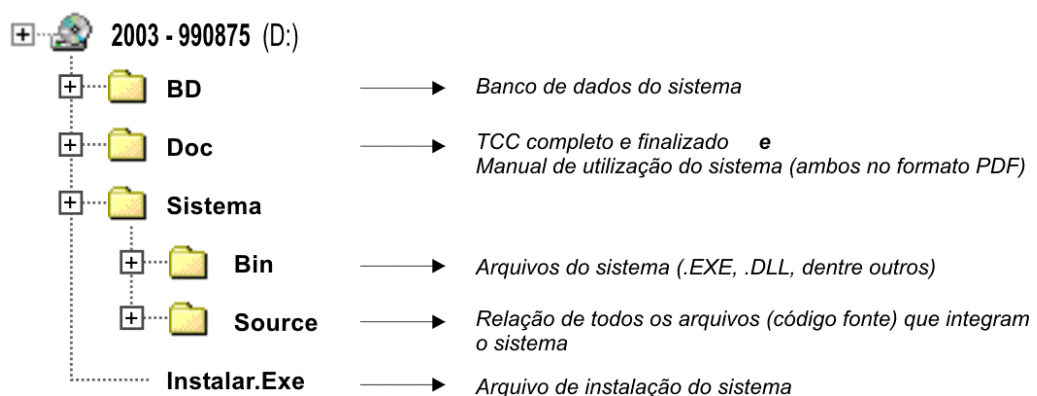 2003 - 990875 (D:)
BD Banco de dados do sistema
Doc TCC completo e finalizado e
Manual de utilização do sistema (ambos no formato PDF)
Sistema
Bin Arquivos do sistema (.EXE, .DLL, dentre outros)
Source Relação de todos os arquivos (código fonte) que integram
o sistema
Instalar.Exe Arquivo de instalação do sistema